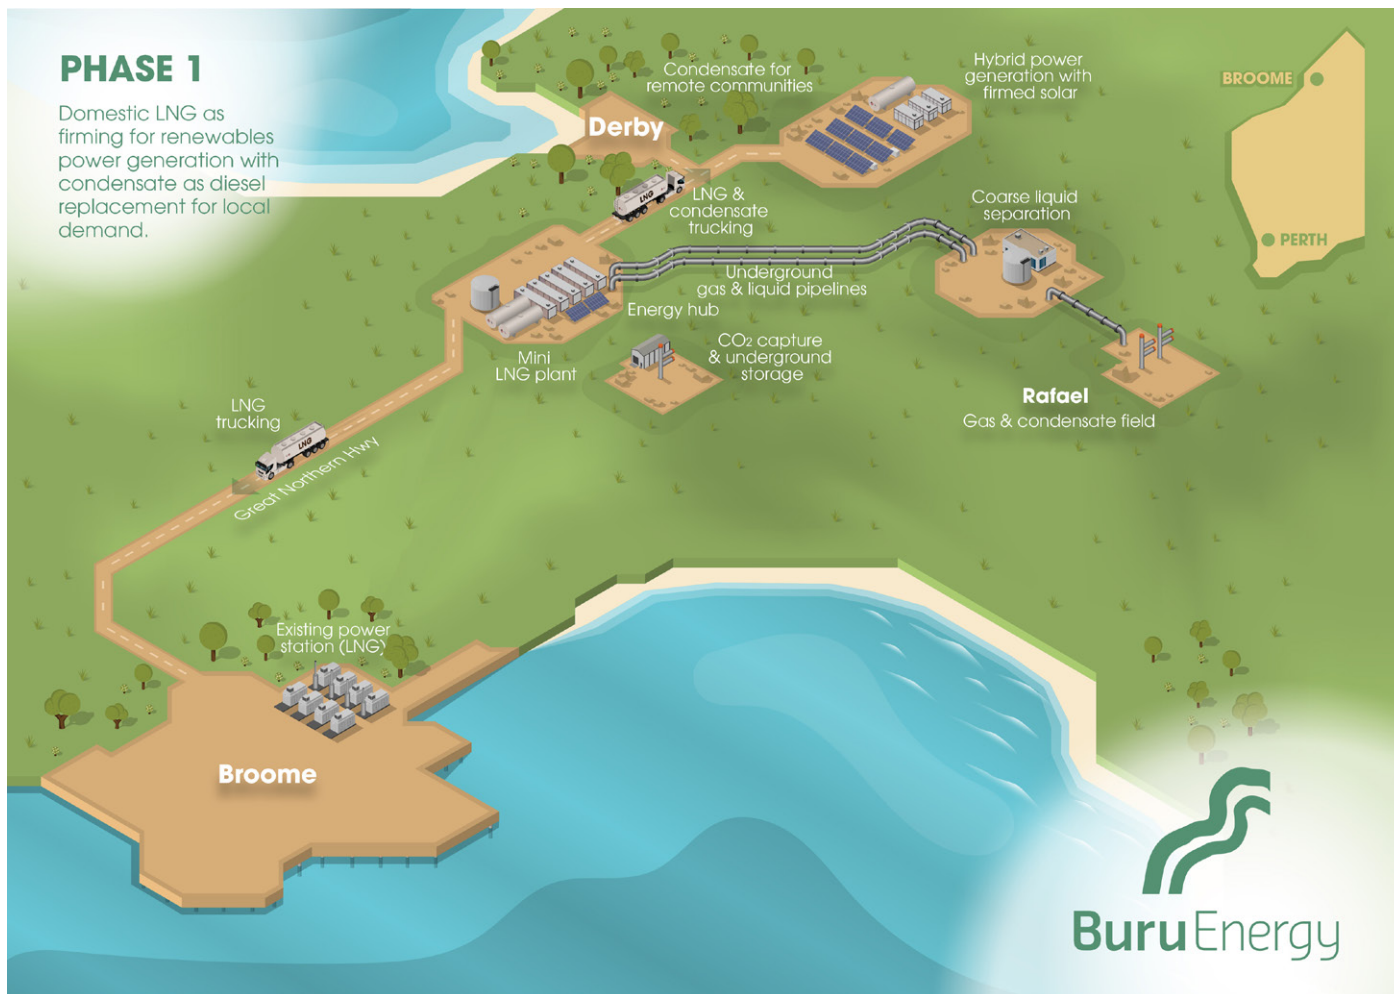 PHASE 1
Domestic LNG as
firming for renewables
power generation with
condensate as diesel
replacement for local
demand.
Condensate for
remote communities
Hybrid power
generation with
firmed solar
BROOME
PERTH
Derby
LNG
LNG &
condensate
trucking
Coarse liquid
separation
Underground
gas & liquid pipelines
Energy hub
Mini
LNG plant
CO2 capture
& underground
storage
Rafael
Gas & condensate field
LNG
trucking
LNG
Great Northern Hwy
Existing power
station (LNG)
Broome
Buru Energy